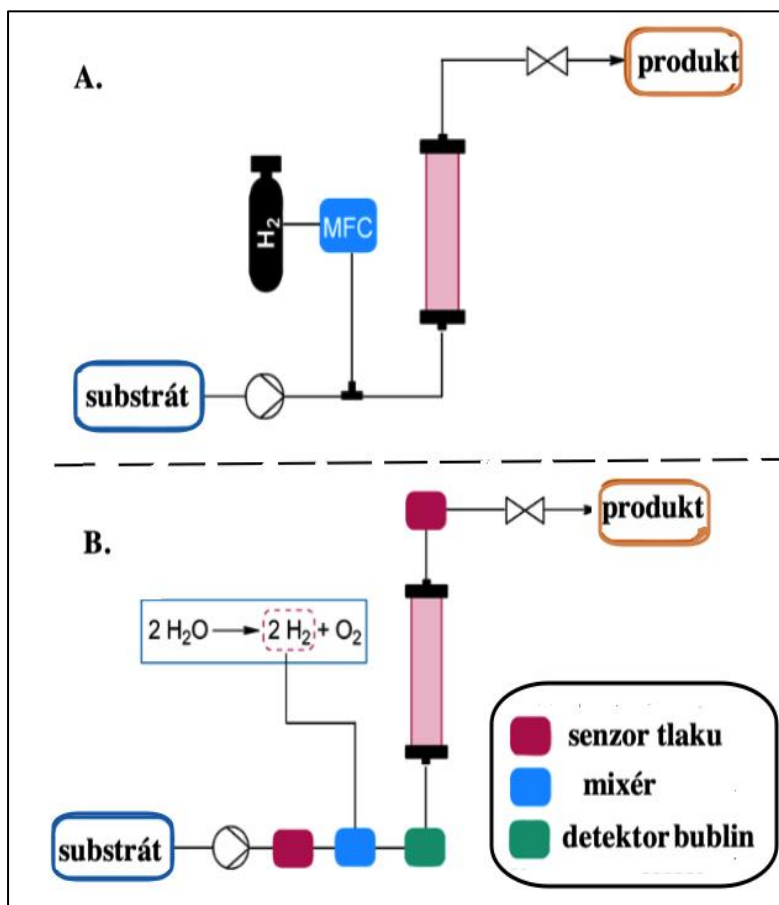 A.
produkt
H₂
MFC
substrát
B.
produkt
2 H₂O → 2 H₂ + O₂
senzor tlaku
mixér
detektor bublin
substrát